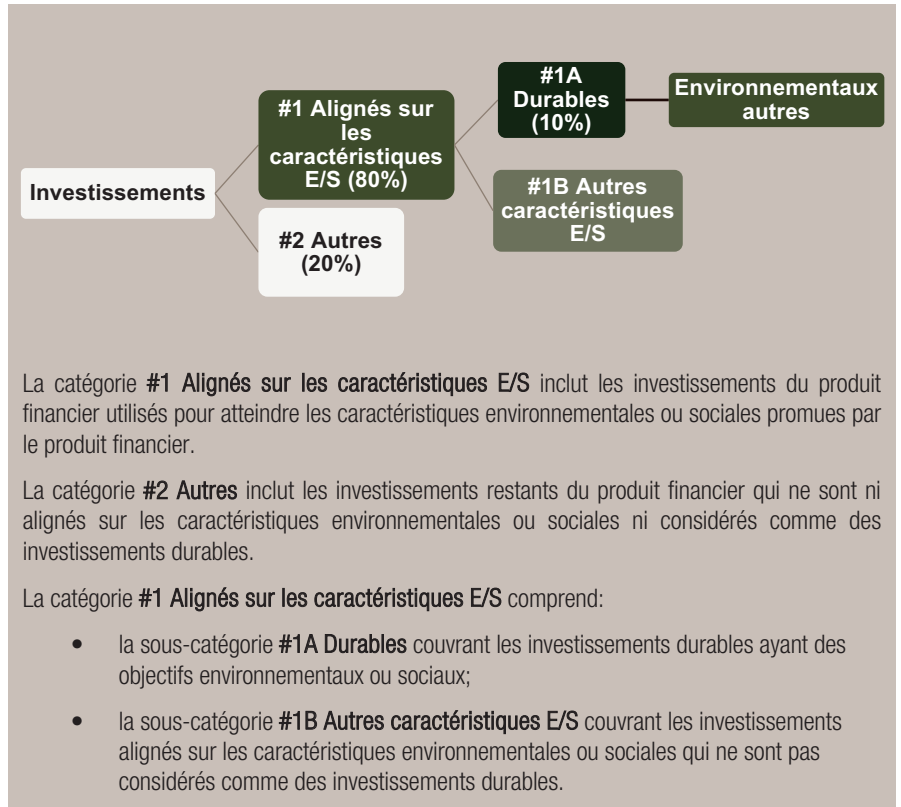 Investissements
#1 Alignés sur
les
caractéristiques
E/S (80%)
#2 Autres
(20%)
#1A
Durables
(10%)
#1B Autres
caractéristiques
E/S
Environnementaux
autres
La catégorie #1 Alignés sur les caractéristiques E/S inclut les investissements du produit
financier utilisés pour atteindre les caractéristiques environnementales ou sociales promues par
le produit financier.
La catégorie #2 Autres inclut les investissements restants du produit financier qui ne sont ni
alignés sur les caractéristiques environnementales ou sociales ni considérés comme des
investissements durables.
La catégorie #1 Alignés sur les caractéristiques E/S comprend:
• la sous-catégorie #1A Durables couvrant les investissements durables ayant des
objectifs environnementaux ou sociaux;
• la sous-catégorie #1B Autres caractéristiques E/S couvrant les investissements
alignés sur les caractéristiques environnementales ou sociales qui ne sont pas
considérés comme des investissements durables.